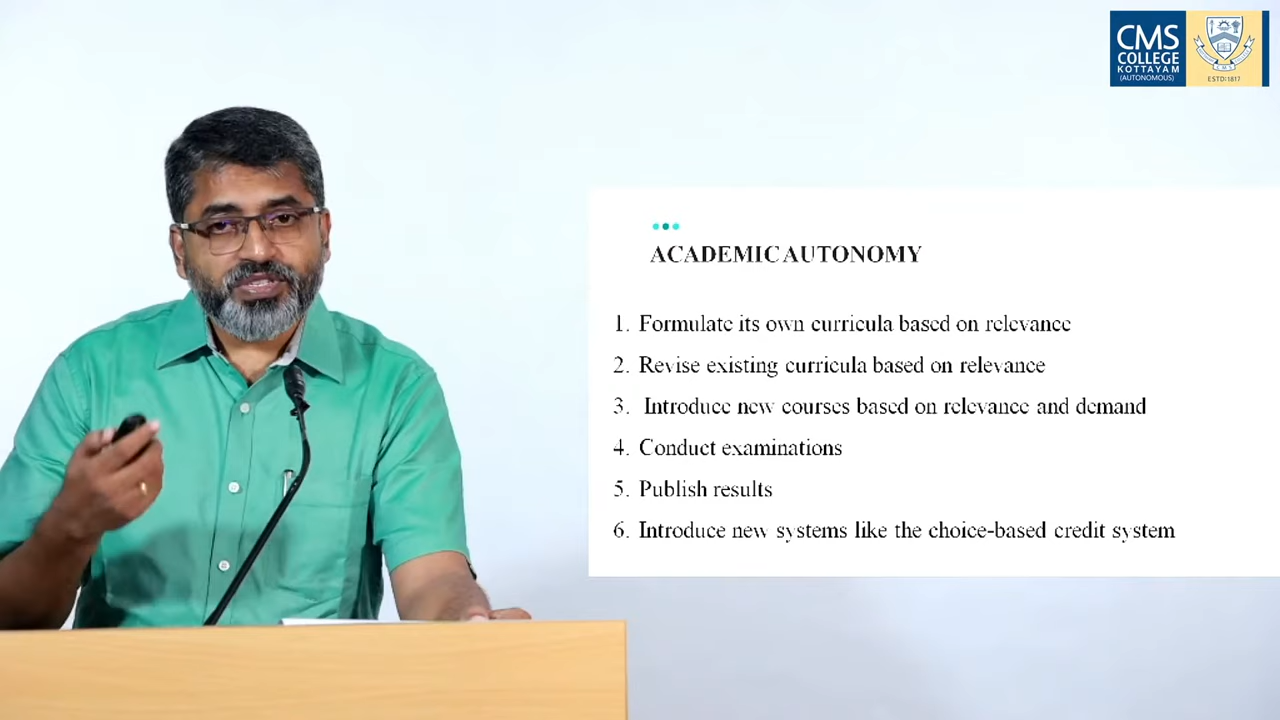 CMS
COLLEGE
KOTTAYAM
(AUTONOMOUS)
ESTD:1817
ACADEMIC AUTONOMY
1. Formulate its own curricula based on relevance
2. Revise existing curricula based on relevance
3. Introduce new courses based on relevance and demand
4. Conduct examinations
5. Publish results
6. Introduce new systems like the choice-based credit system